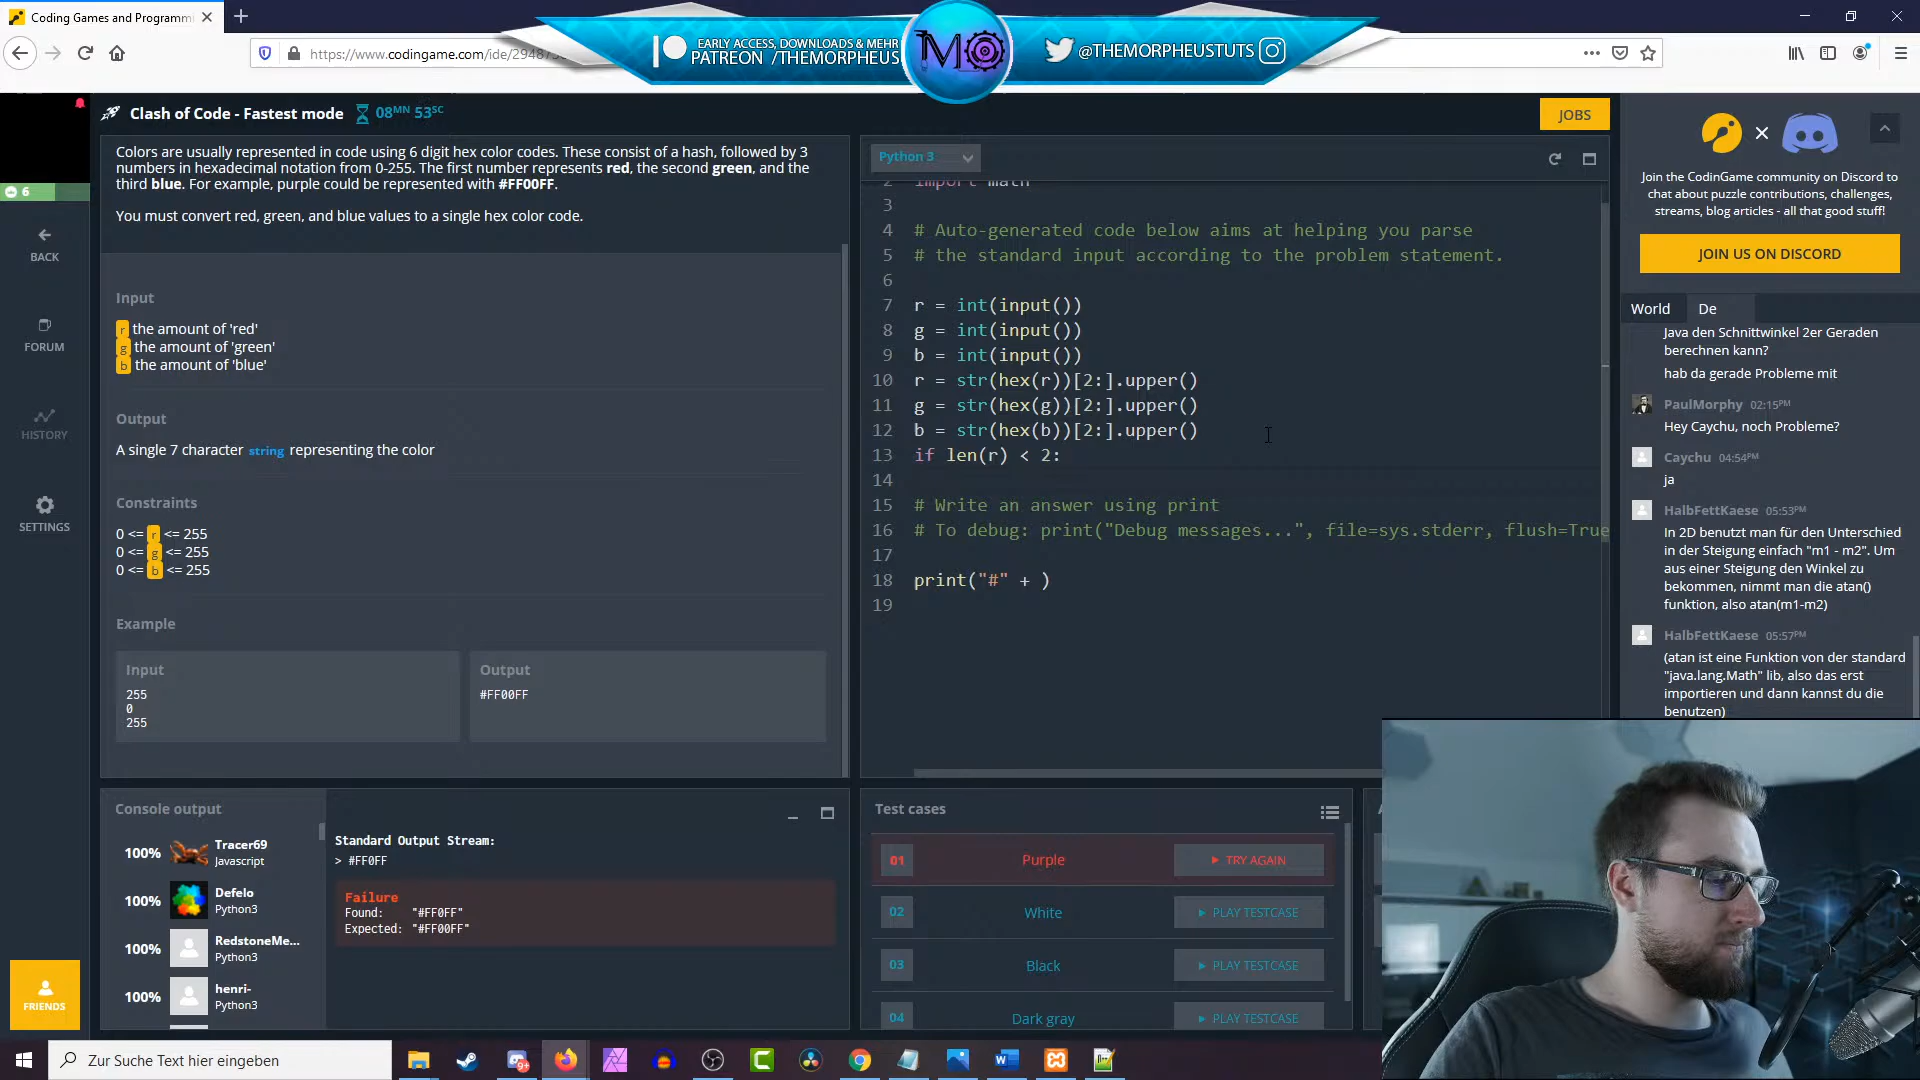 Coding Games and Programmi
EARLY ACCESS, DOWNLOADS & MEHR
PATREON /THEMORPHEUS
MO
@THEMORPHEUSTUTS
https://www.codingame.com/ide/2948
Clash of Code - Fastest mode
08MN 53SC
JOBS
6
BACK
FORUM
HISTORY
SETTINGS
FRIENDS
Colors are usually represented in code using 6 digit hex color codes. These consist of a hash, followed by 3
numbers in hexadecimal notation from 0-255. The first number represents red, the second green, and the
third blue. For example, purple could be represented with #FF00FF.
You must convert red, green, and blue values to a single hex color code.
Input
r the amount of 'red'
g the amount of 'green'
b the amount of 'blue'
Output
A single 7 character string representing the color
Constraints
0 <= r <= 255
0 <= g <= 255
0 <= b <= 255
Example
Input
255
0
255
Output
#FF00FF
Python 3
2 import math
3
4 # Auto-generated code below aims at helping you parse
5 # the standard input according to the problem statement.
6
7 r = int(input())
8 g = int(input())
9 b = int(input())
10 r = str(hex(r))[2:].upper()
11 g = str(hex(g))[2:].upper()
12 b = str(hex(b))[2:].upper()
13 if len(r) < 2:
14
15 # Write an answer using print
16 # To debug: print("Debug messages...", file=sys.stderr, flush=True
17
18 print("#" + )
19
Console output
100% Tracer69
Javascript
100% Defelo
Python3
100% RedstoneMe...
Python3
100% henri-
Python3
Standard Output Stream:
> #FF0FF
Failure
Found: "#FF0FF"
Expected: "#FF00FF"
Test cases
01 Purple TRY AGAIN
02 White PLAY TESTCASE
03 Black PLAY TESTCASE
04 Dark gray PLAY TESTCASE
Join the CodinGame community on Discord to
chat about puzzle contributions, challenges,
streams, blog articles - all that good stuff!
JOIN US ON DISCORD
World De
Java den Schnittwinkel 2er Geraden
berechnen kann?
hab da gerade Probleme mit
PaulMorphy 02:15PM
Hey Caychu, noch Probleme?
Caychu 04:54PM
ja
HalbFettKaese 05:53PM
In 2D benutzt man für den Unterschied
in der Steigung einfach "m1 - m2". Um
aus einer Steigung den Winkel zu
bekommen, nimmt man die atan()
funktion, also atan(m1-m2)
HalbFettKaese 05:57PM
(atan ist eine Funktion von der standard
"java.lang.Math" lib, also das erst
importieren und dann kannst du die
benutzen)
Zur Suche Text hier eingeben